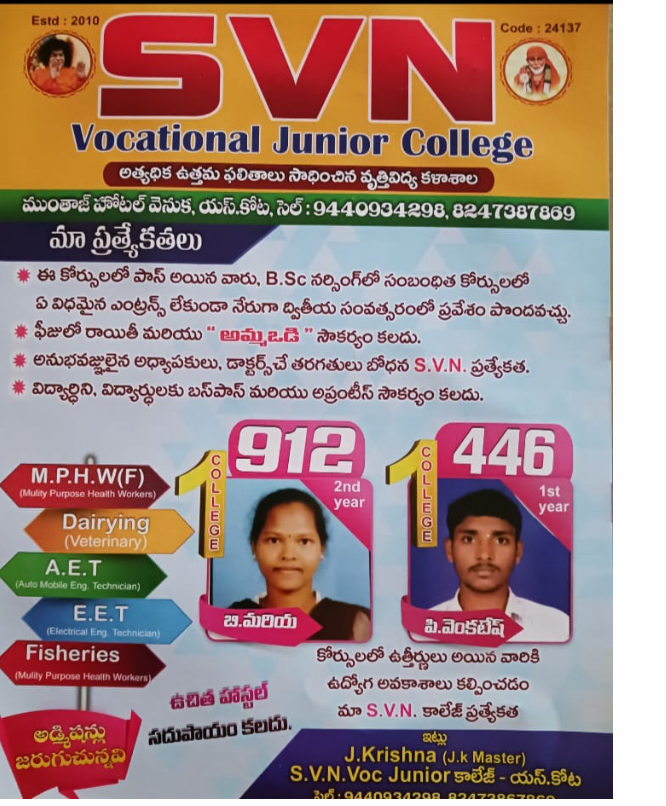 Estd : 2010
Code : 24137
SVN
Vocational Junior College
అత్యధిక ఉత్తమ ఫలితాలు సాధించిన వృత్తివిద్య కళాశాల
ముంతాజ్ హోటల్ వెనుక, యస్.కోట, సెల్ : 9440934298, 8247387869
మా ప్రత్యేకతలు
ఈ కోర్సులలో పాస్ అయిన వారు, B.Sc నర్సింగ్‌లో సంబంధిత కోర్సులలో
ఏ విధమైన ఎంట్రన్స్ లేకుండా నేరుగా ద్వితీయ సంవత్సరంలో ప్రవేశం పొందవచ్చు.
ఫీజులో రాయితీ మరియు " అమ్మఒడి " సౌకర్యం కలదు.
అనుభవజ్ఞులైన అధ్యాపకులు, డాక్టర్స్‌చే తరగతులు బోధన S.V.N. ప్రత్యేకత.
విద్యార్థిని, విద్యార్థులకు బస్‌పాస్ మరియు అప్రంటీస్ సౌకర్యం కలదు.
912
446
1 COLLEGE
2nd year
1 COLLEGE
1st year
బి.మరియ
పి.వెంకటేష్
M.P.H.W(F)
(Mulity Purpose Health Workers)
Dairying
(Veterinary)
A.E.T
(Auto Mobile Eng. Technician)
E.E.T
(Electrical Eng. Technician)
Fisheries
(Mulity Purpose Health Workers)
అడ్మిషన్లు
జరుగుచున్నవి
ఉచిత హాస్టల్
సదుపాయం కలదు.
కోర్సులలో ఉత్తీర్ణులు అయిన వారికి
ఉద్యోగ అవకాశాలు కల్పించడం
మా S.V.N. కాలేజ్ ప్రత్యేకత
ఇట్లు
J.Krishna (J.k Master)
S.V.N.Voc Junior కాలేజ్ - యస్.కోట
సెల్ : 9440934298,